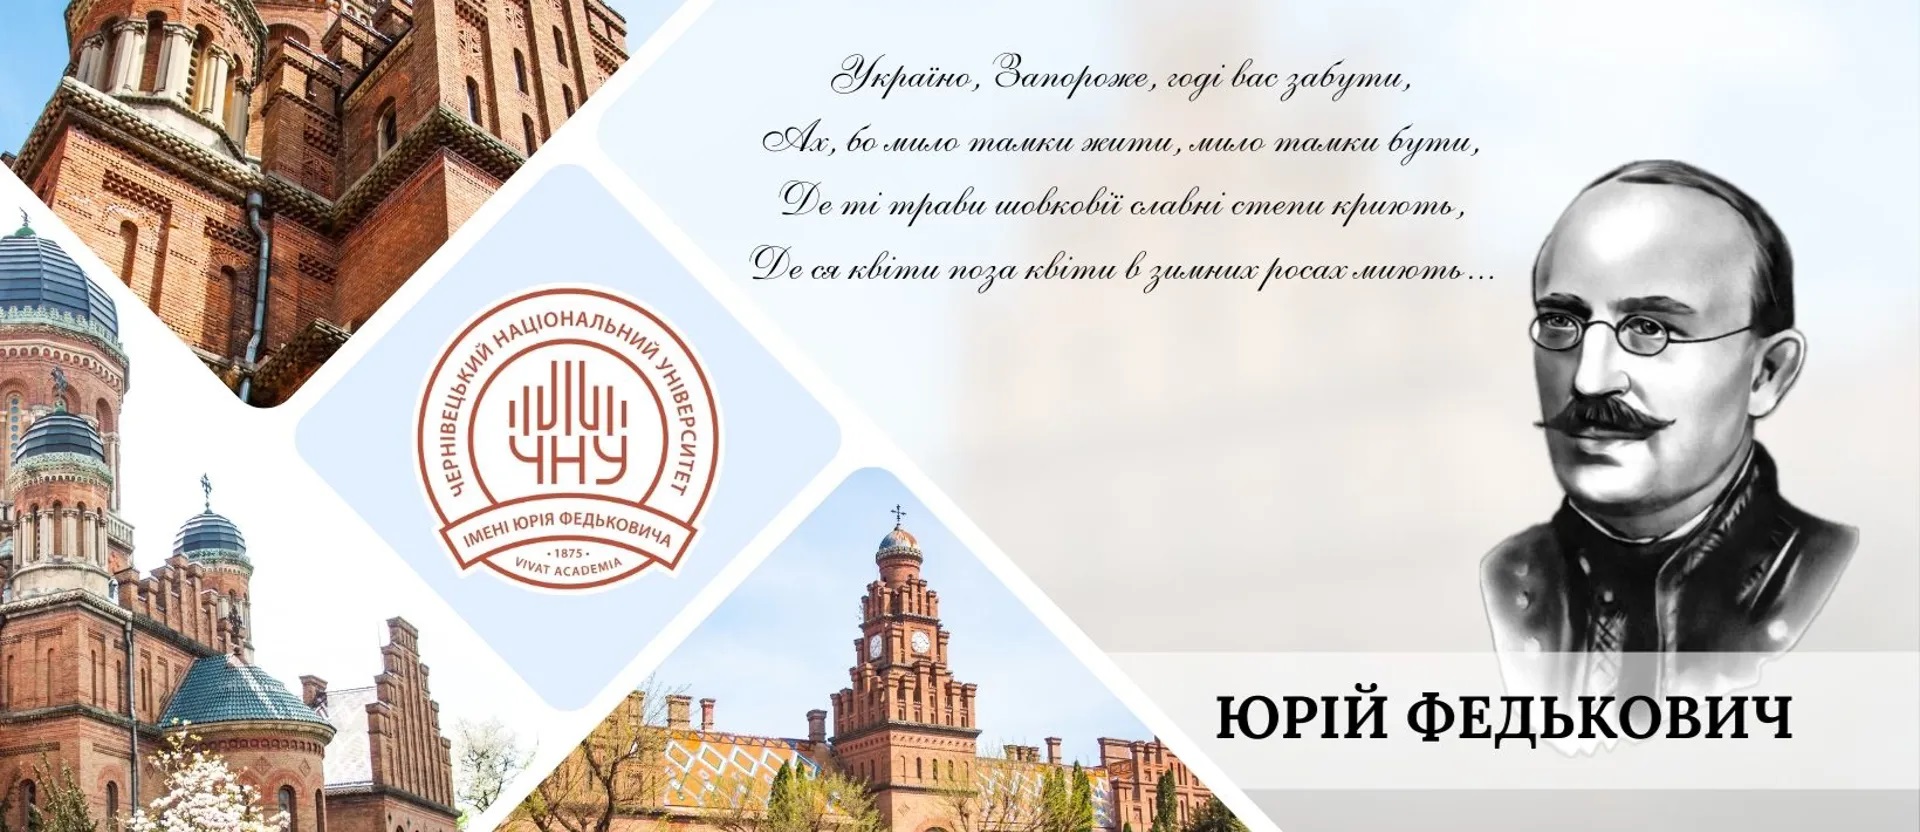 Україно, Запороже, годі вас забути,
Ах, бо мило тамки жити, мило тамки бути,
Де ті трави шовковії славні степи криють,
Де ся квіти поза квіти в зимних росах миють...
ЧЕРНІВЕЦЬКИЙ НАЦІОНАЛЬНИЙ УНІВЕРСИТЕТ
ЧНУ
ІМЕНІ ЮРІЯ ФЕДЬКОВИЧА
· 1875 ·
VIVAT ACADEMIA
ЮРІЙ ФЕДЬКОВИЧ